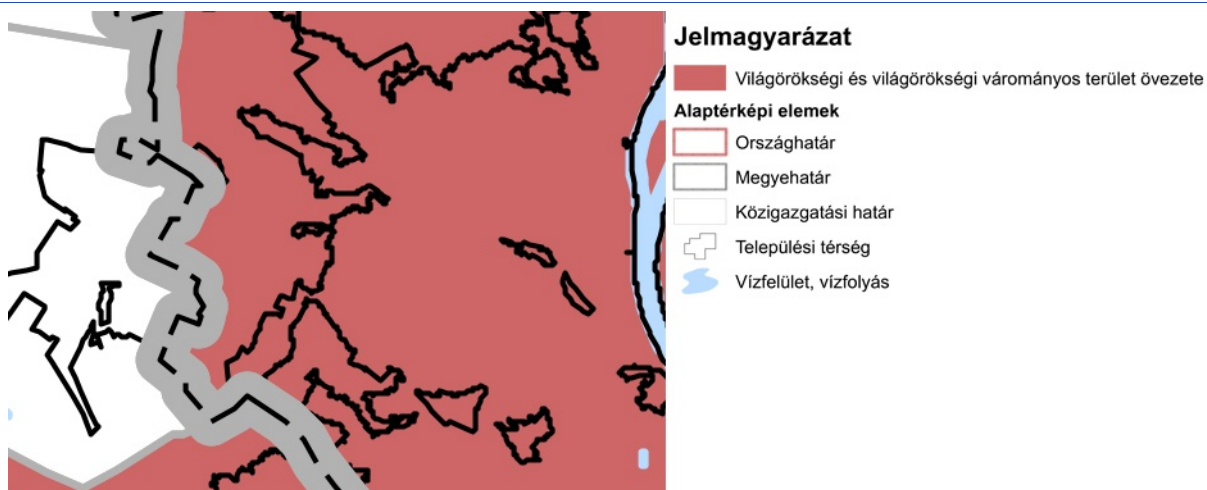 Jelmagyarázat
Világörökségi és világörökségi várományos terület övezete
Alaptérképi elemek
Országhatár
Megyehatár
Közigazgatási határ
Települési térség
Vízfelület, vízfolyás